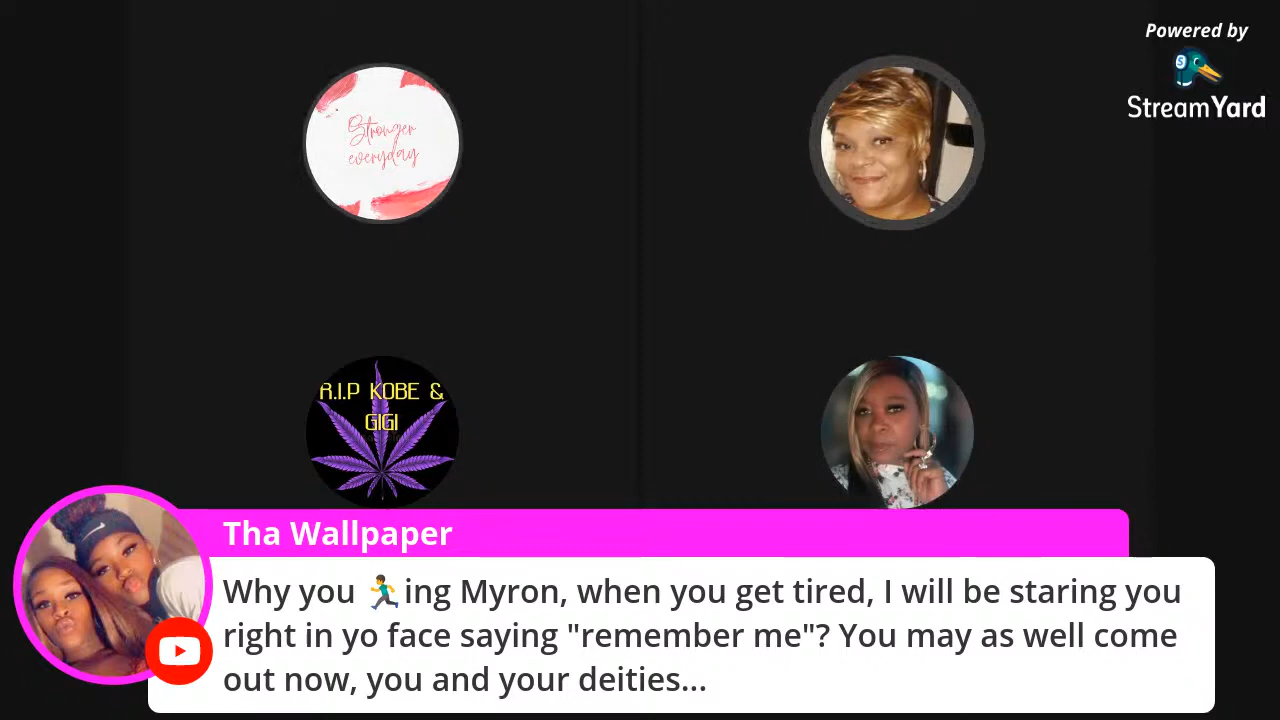 Powered by
StreamYard
Stronger
everyday
R.I.P KOBE &
GIGI
Tha Wallpaper
Why you 🏃‍♂️ing Myron, when you get tired, I will be staring you
right in yo face saying "remember me"? You may as well come
out now, you and your deities...